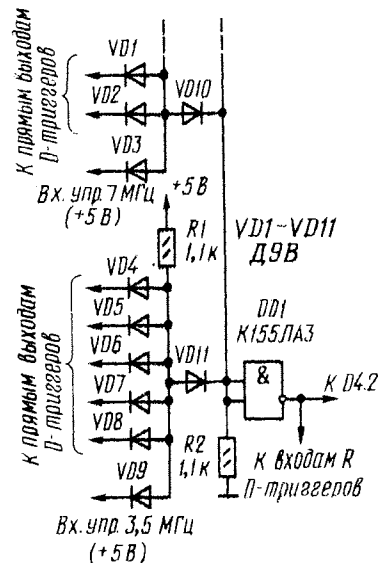 К прямым выходам
D-триггеров
VD1
VD2
VD10
VD3
Вх. упр. 7 МГц
(+5 В)
+5 В
R1
1,1 к
VD1-VD11
Д9В
VD4
VD5
VD6
VD7
VD8
VD9
К прямым выходам
D-триггеров
VD11
DD1
К155ЛА3
&
К D4.2
R2
1,1 к
К входам R
D-триггеров
Вх. упр. 3,5 МГц
(+5 В)